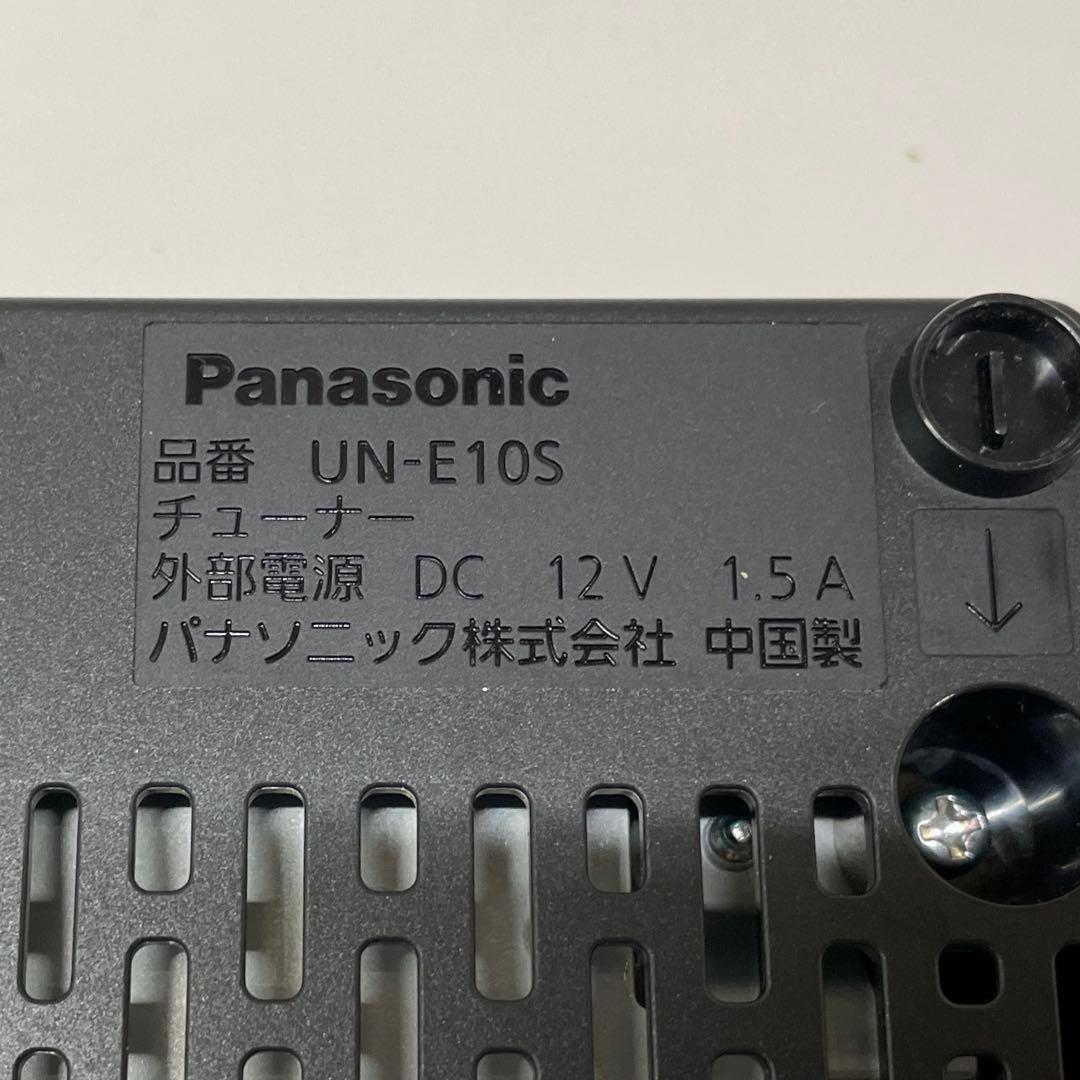 Panasonic
品番 UN-E10S
チューナー
外部電源 DC 12V 1.5A
パナソニック株式会社 中国製